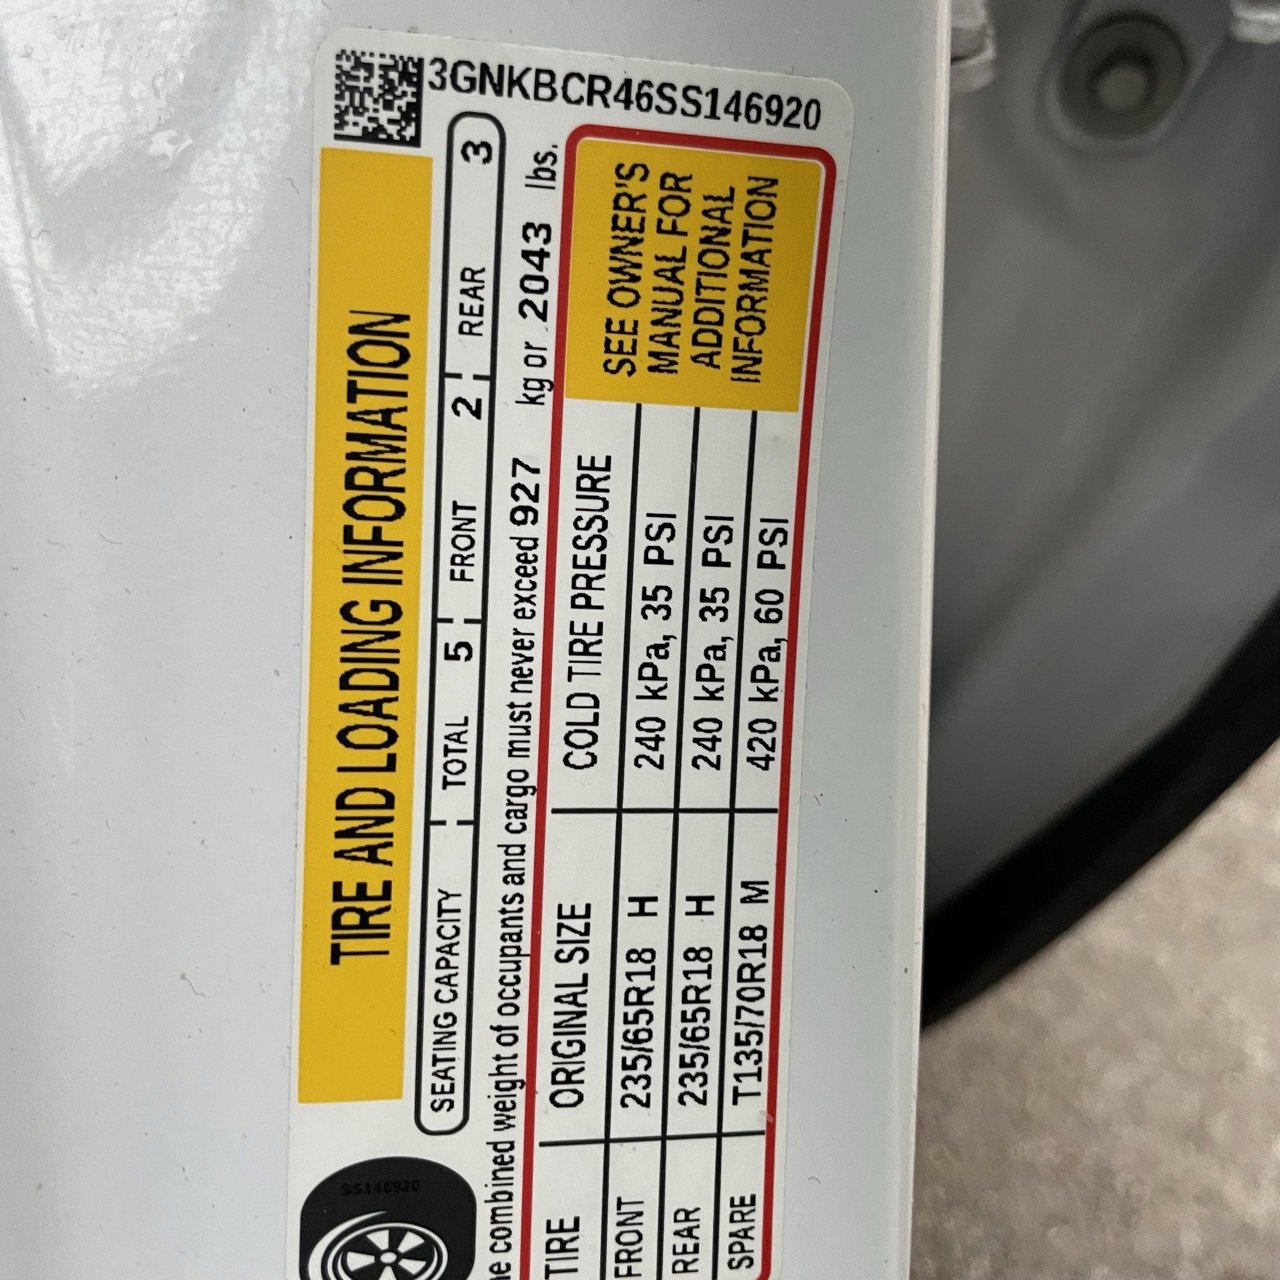 3GNKBCR46SS146920
TIRE AND LOADING INFORMATION
SEATING CAPACITY TOTAL 5 FRONT 2 REAR 3
combined weight of occupants and cargo must never exceed 927 kg or 2043 lbs.
TIRE ORIGINAL SIZE COLD TIRE PRESSURE
FRONT 235/65R18 H 240 kPa, 35 PSI
REAR 235/65R18 H 240 kPa, 35 PSI
SPARE T135/70R18 M 420 kPa, 60 PSI
SEE OWNER'S
MANUAL FOR
ADDITIONAL
INFORMATION
SS146920